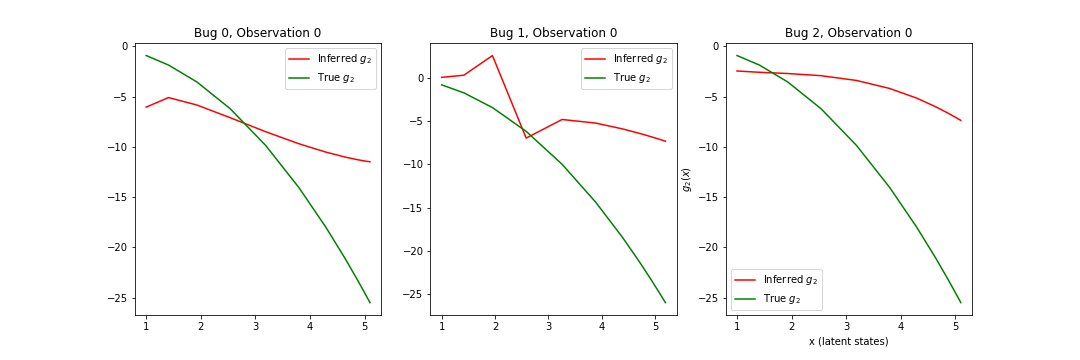 Bug 0, Observation 0
Inferred g₂
True g₂
0
−5
−10
−15
−20
−25
1 2 3 4 5
Bug 1, Observation 0
Inferred g₂
True g₂
0
−5
−10
−15
−20
−25
1 2 3 4 5
Bug 2, Observation 0
g₂(x)
0
−5
−10
−15
−20
−25
Inferred g₂
True g₂
1 2 3 4 5
x (latent states)